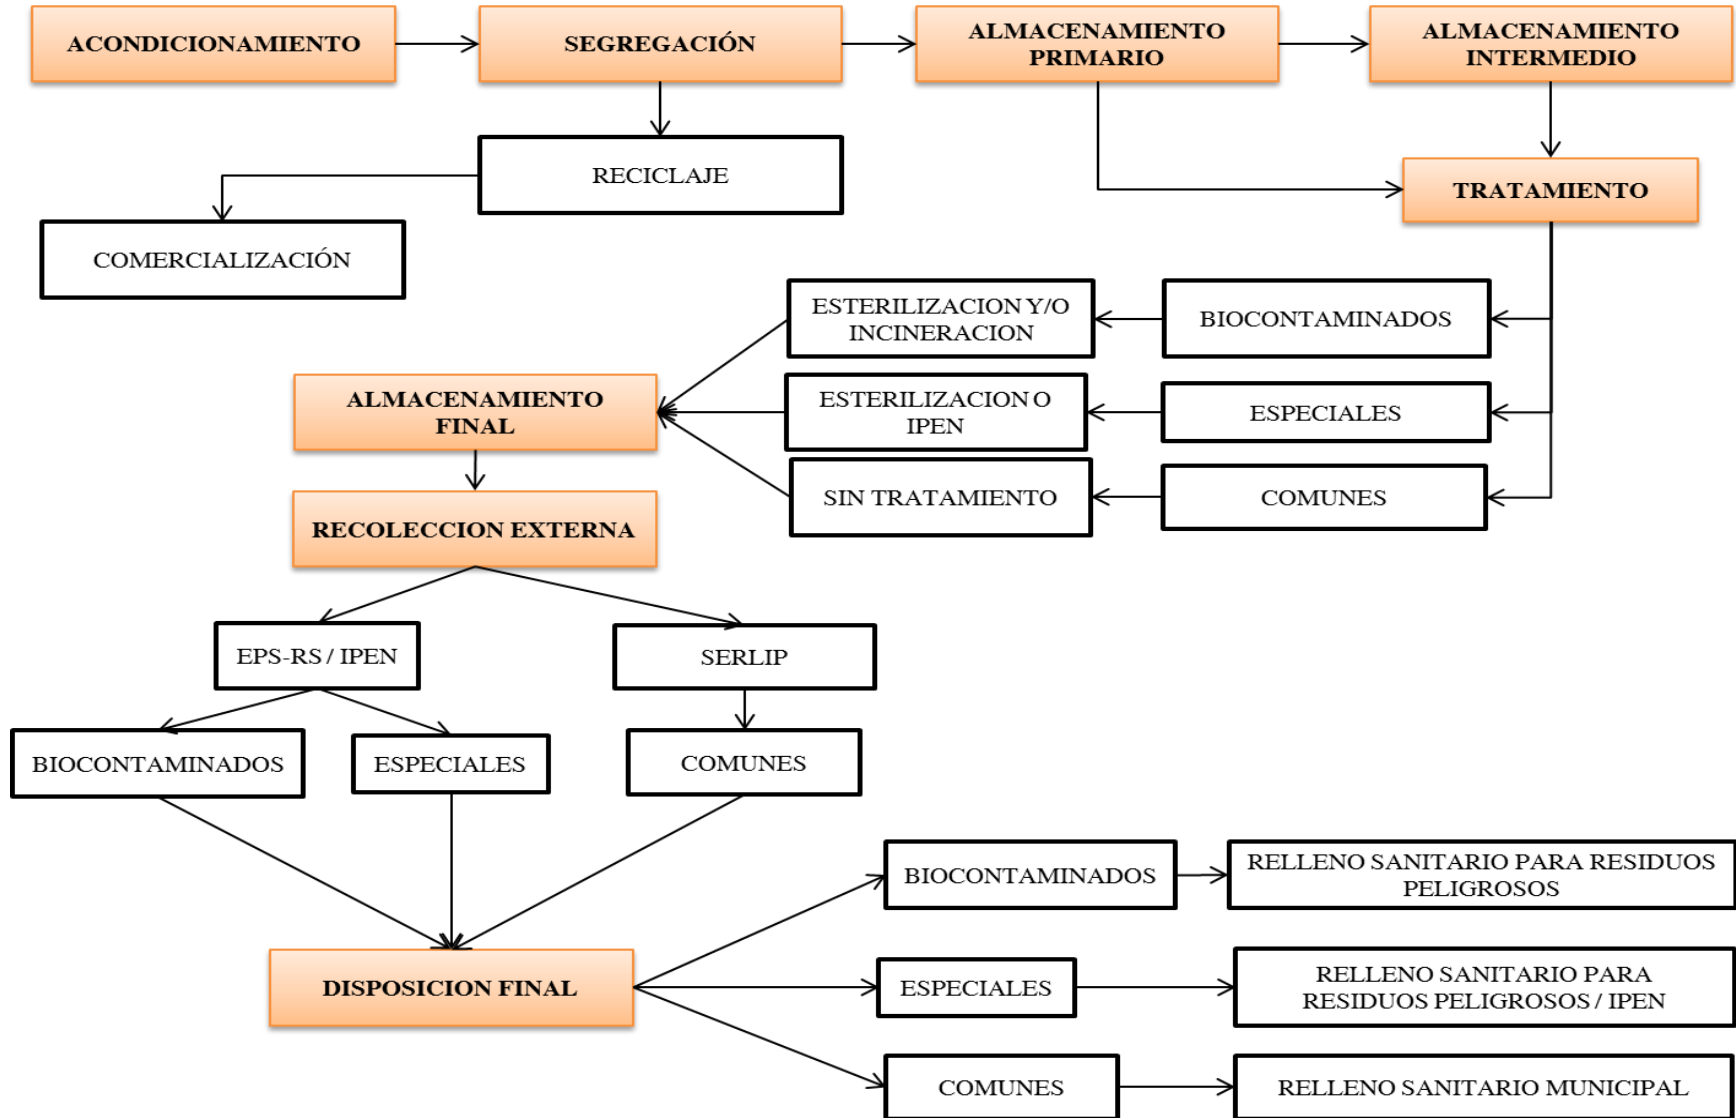 ACONDICIONAMIENTO
SEGREGACIÓN
ALMACENAMIENTO
PRIMARIO
ALMACENAMIENTO
INTERMEDIO
RECICLAJE
TRATAMIENTO
COMERCIALIZACIÓN
ESTERILIZACION Y/O
INCINERACION
BIOCONTAMINADOS
ALMACENAMIENTO
FINAL
ESTERILIZACION O
IPEN
ESPECIALES
SIN TRATAMIENTO
COMUNES
RECOLECCION EXTERNA
EPS-RS / IPEN
SERLIP
BIOCONTAMINADOS
ESPECIALES
COMUNES
BIOCONTAMINADOS
RELLENO SANITARIO PARA RESIDUOS
PELIGROSOS
DISPOSICION FINAL
ESPECIALES
RELLENO SANITARIO PARA
RESIDUOS PELIGROSOS / IPEN
COMUNES
RELLENO SANITARIO MUNICIPAL